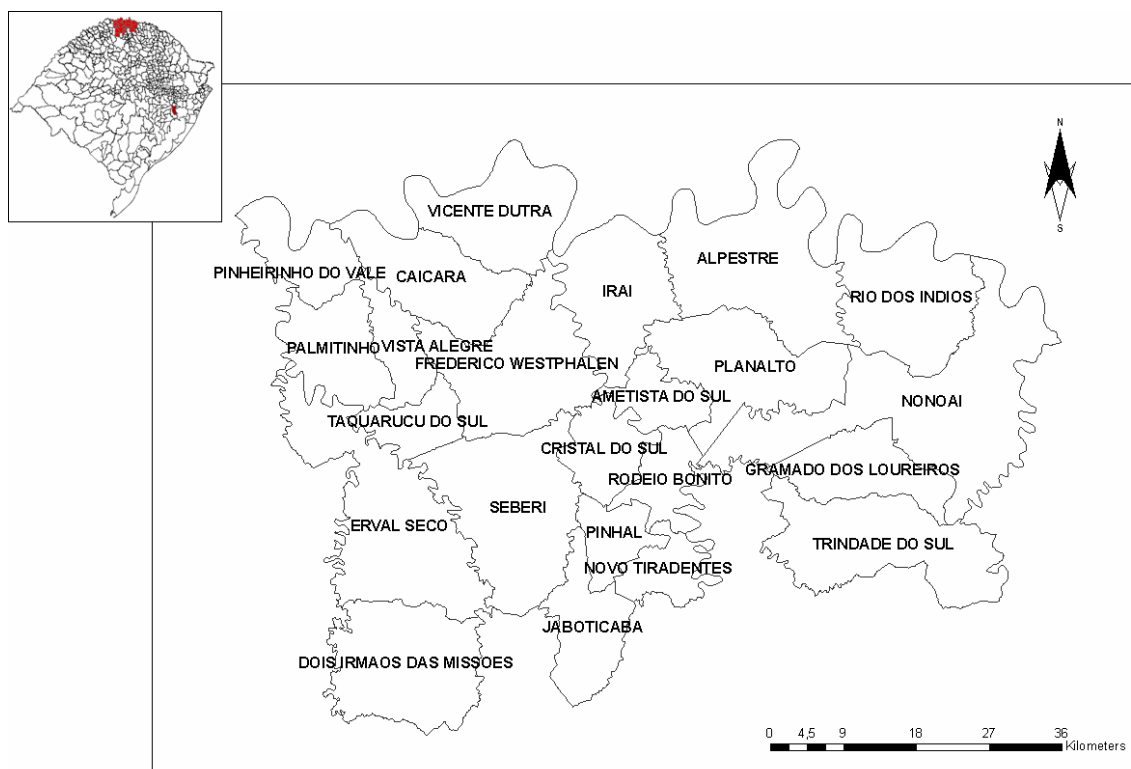 N
S
VICENTE DUTRA
PINHEIRINHO DO VALE
CAICARA
ALPESTRE
IRAI
RIO DOS INDIOS
PALMITINHO
VISTA ALEGRE
FREDERICO WESTPHALEN
PLANALTO
AMETISTA DO SUL
NONOAI
TAQUARUCU DO SUL
CRISTAL DO SUL
GRAMADO DOS LOUREIROS
RODEIO BONITO
SEBERI
ERVAL SECO
PINHAL
TRINDADE DO SUL
NOVO TIRADENTES
JABOTICABA
DOIS IRMAOS DAS MISSOES
0 4,5 9 18 27 36
Kilometers